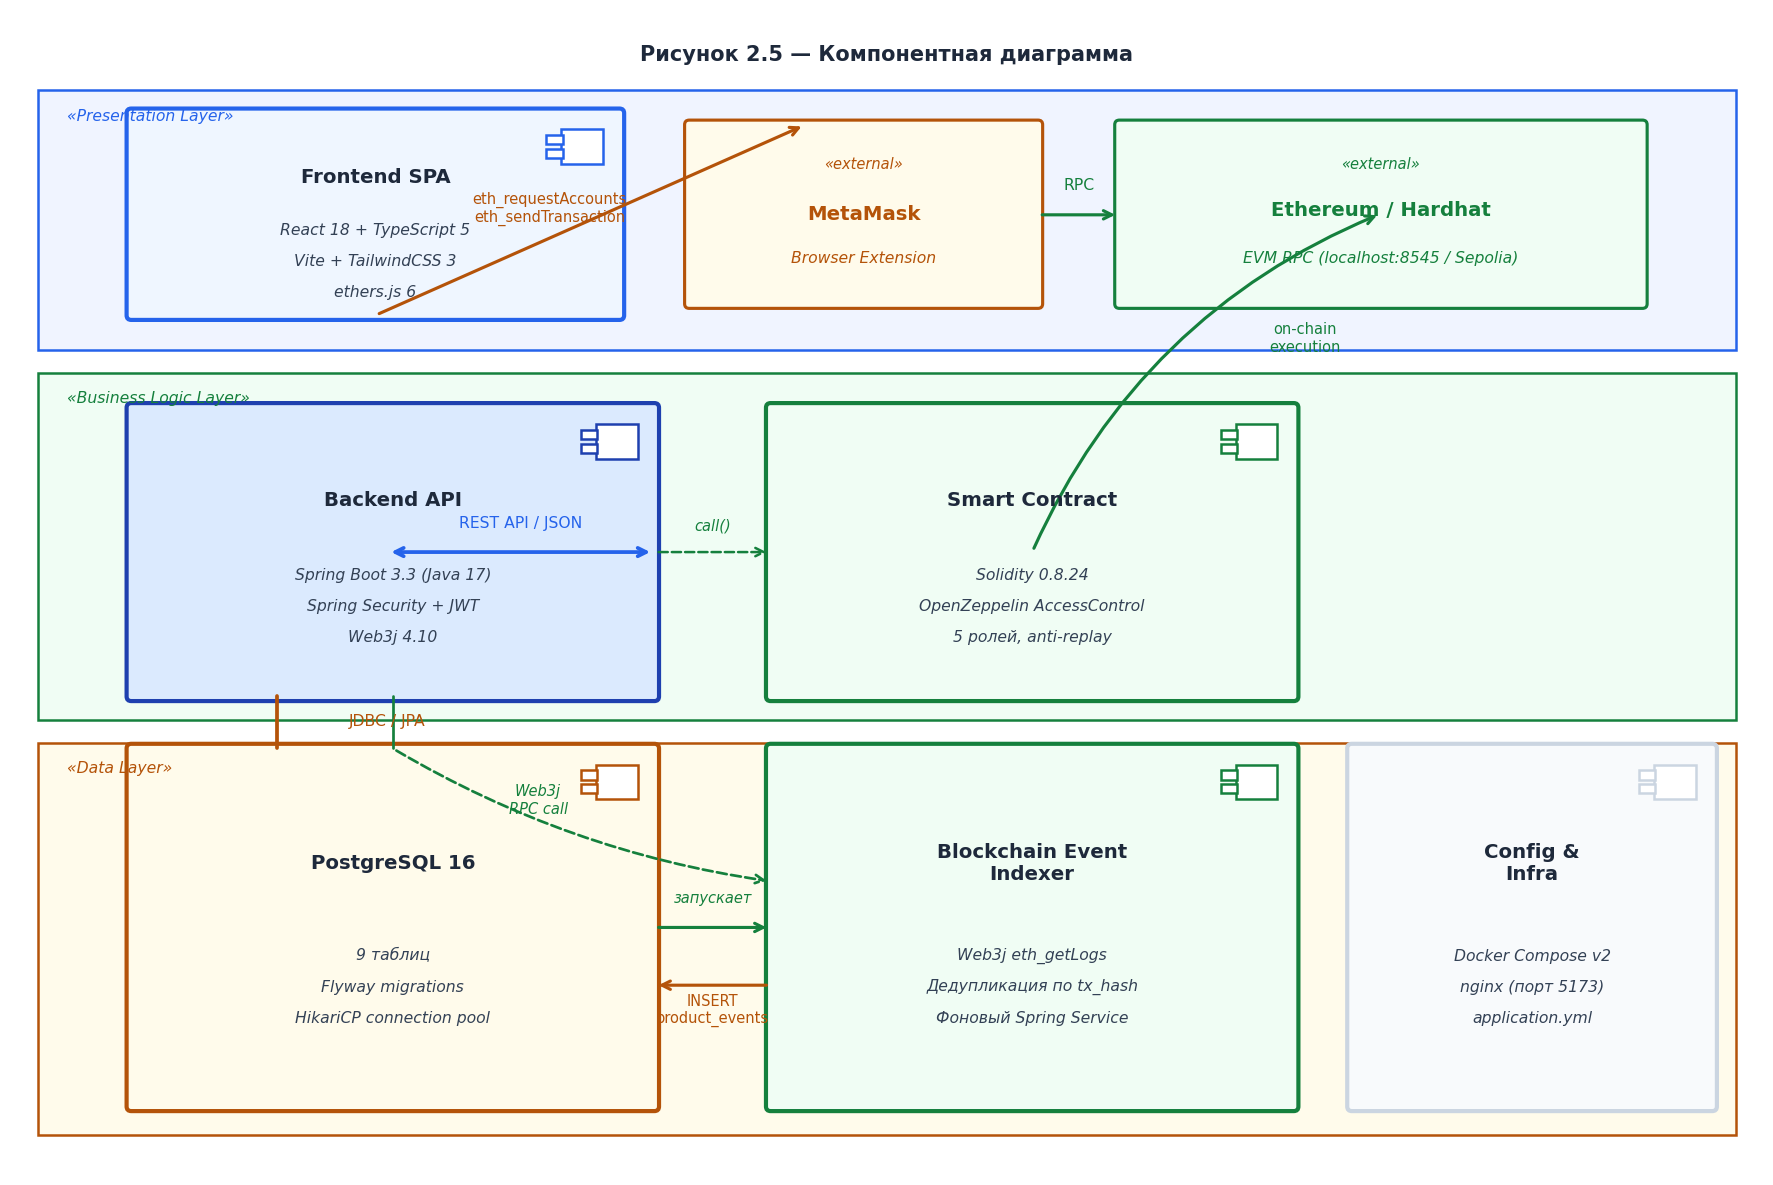 Рисунок 2.5 — Компонентная диаграмма
«Presentation Layer»
Frontend SPA
eth_requestAccounts
eth_sendTransaction
React 18 + TypeScript 5
Vite + TailwindCSS 3
ethers.js 6
«external»
MetaMask
Browser Extension
RPC
«external»
Ethereum / Hardhat
EVM RPC (localhost:8545 / Sepolia)
on-chain
execution
«Business Logic Layer»
Backend API
REST API / JSON
Spring Boot 3.3 (Java 17)
Spring Security + JWT
Web3j 4.10
call()
Smart Contract
Solidity 0.8.24
OpenZeppelin AccessControl
5 ролей, anti-replay
JDBC / JPA
«Data Layer»
Web3j
RPC call
PostgreSQL 16
9 таблиц
Flyway migrations
HikariCP connection pool
запускает
INSERT
product_events
Blockchain Event
Indexer
Web3j eth_getLogs
Дедупликация по tx_hash
Фоновый Spring Service
Config &
Infra
Docker Compose v2
nginx (порт 5173)
application.yml